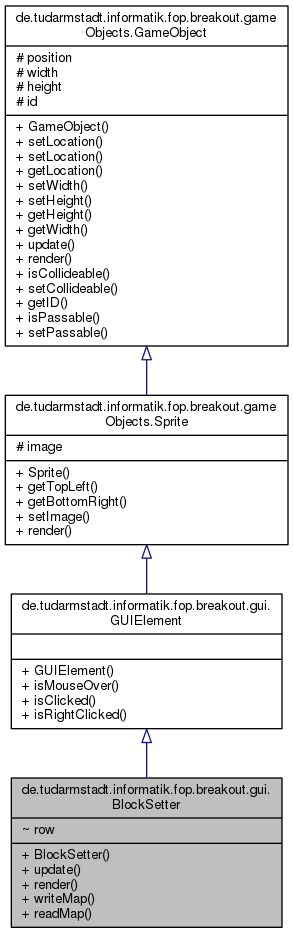 de.tudarmstadt.informatik.fop.breakout.game
Objects.GameObject
# position
# width
# height
# id
+ GameObject()
+ setLocation()
+ setLocation()
+ getLocation()
+ setWidth()
+ setHeight()
+ getHeight()
+ getWidth()
+ update()
+ render()
+ isCollideable()
+ setCollideable()
+ getID()
+ isPassable()
+ setPassable()
de.tudarmstadt.informatik.fop.breakout.game
Objects.Sprite
# image
+ Sprite()
+ getTopLeft()
+ getBottomRight()
+ setImage()
+ render()
de.tudarmstadt.informatik.fop.breakout.gui.
GUIElement
+ GUIElement()
+ isMouseOver()
+ isClicked()
+ isRightClicked()
de.tudarmstadt.informatik.fop.breakout.gui.
BlockSetter
~ row
+ BlockSetter()
+ update()
+ render()
+ writeMap()
+ readMap()